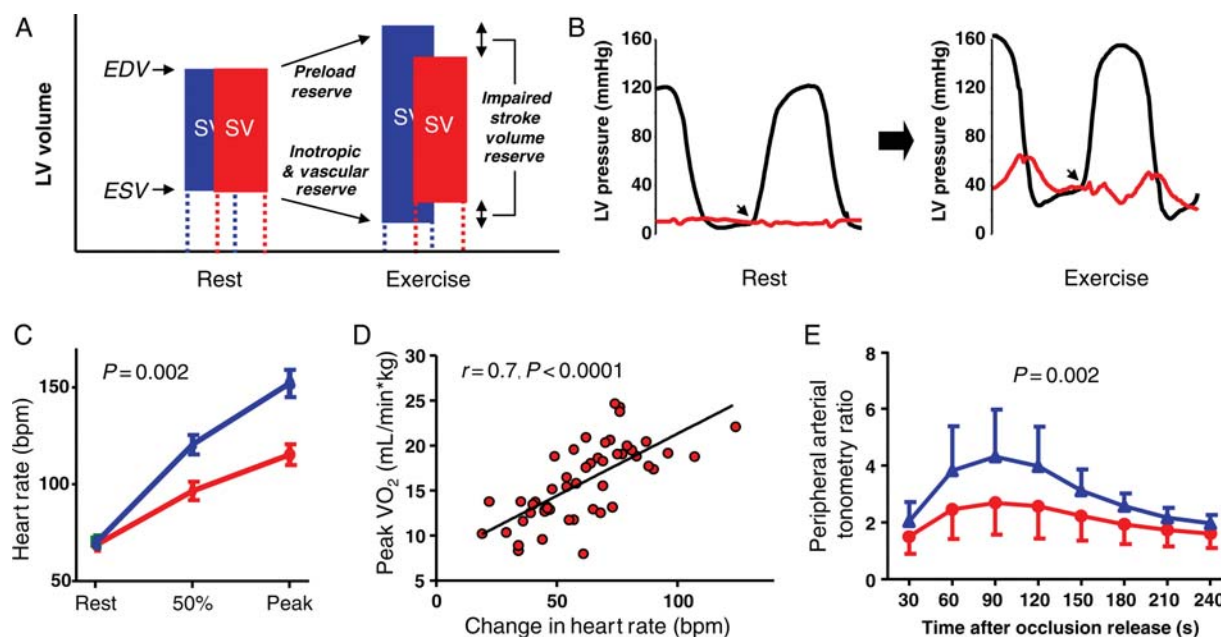 A
LV volume
EDV
ESV
SV
SV
Preload
reserve
Inotropic
& vascular
reserve
SV
SV
Impaired
stroke
volume
reserve
Rest
Exercise
B
LV pressure (mmHg)
160
120
80
40
0
Rest
LV pressure (mmHg)
160
120
80
40
0
Exercise
C
Heart rate (bpm)
P = 0.002
150
100
50
Rest
50%
Peak
D
Peak VO2 (mL/min*kg)
r = 0.7, P < 0.0001
30
25
20
15
10
5
0
50
100
Change in heart rate (bpm)
E
Peripheral arterial
tonometry ratio
P = 0.002
8
6
4
2
0
30 60 90 120 150 180 210 240
Time after occlusion release (s)